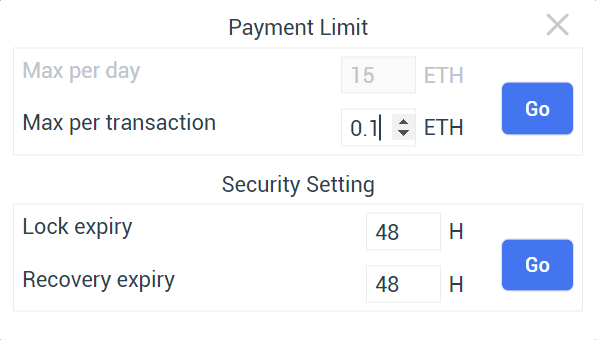 Payment Limit
Max per day 15 ETH
Max per transaction 0.1 ETH
Go
Security Setting
Lock expiry 48 H
Recovery expiry 48 H
Go